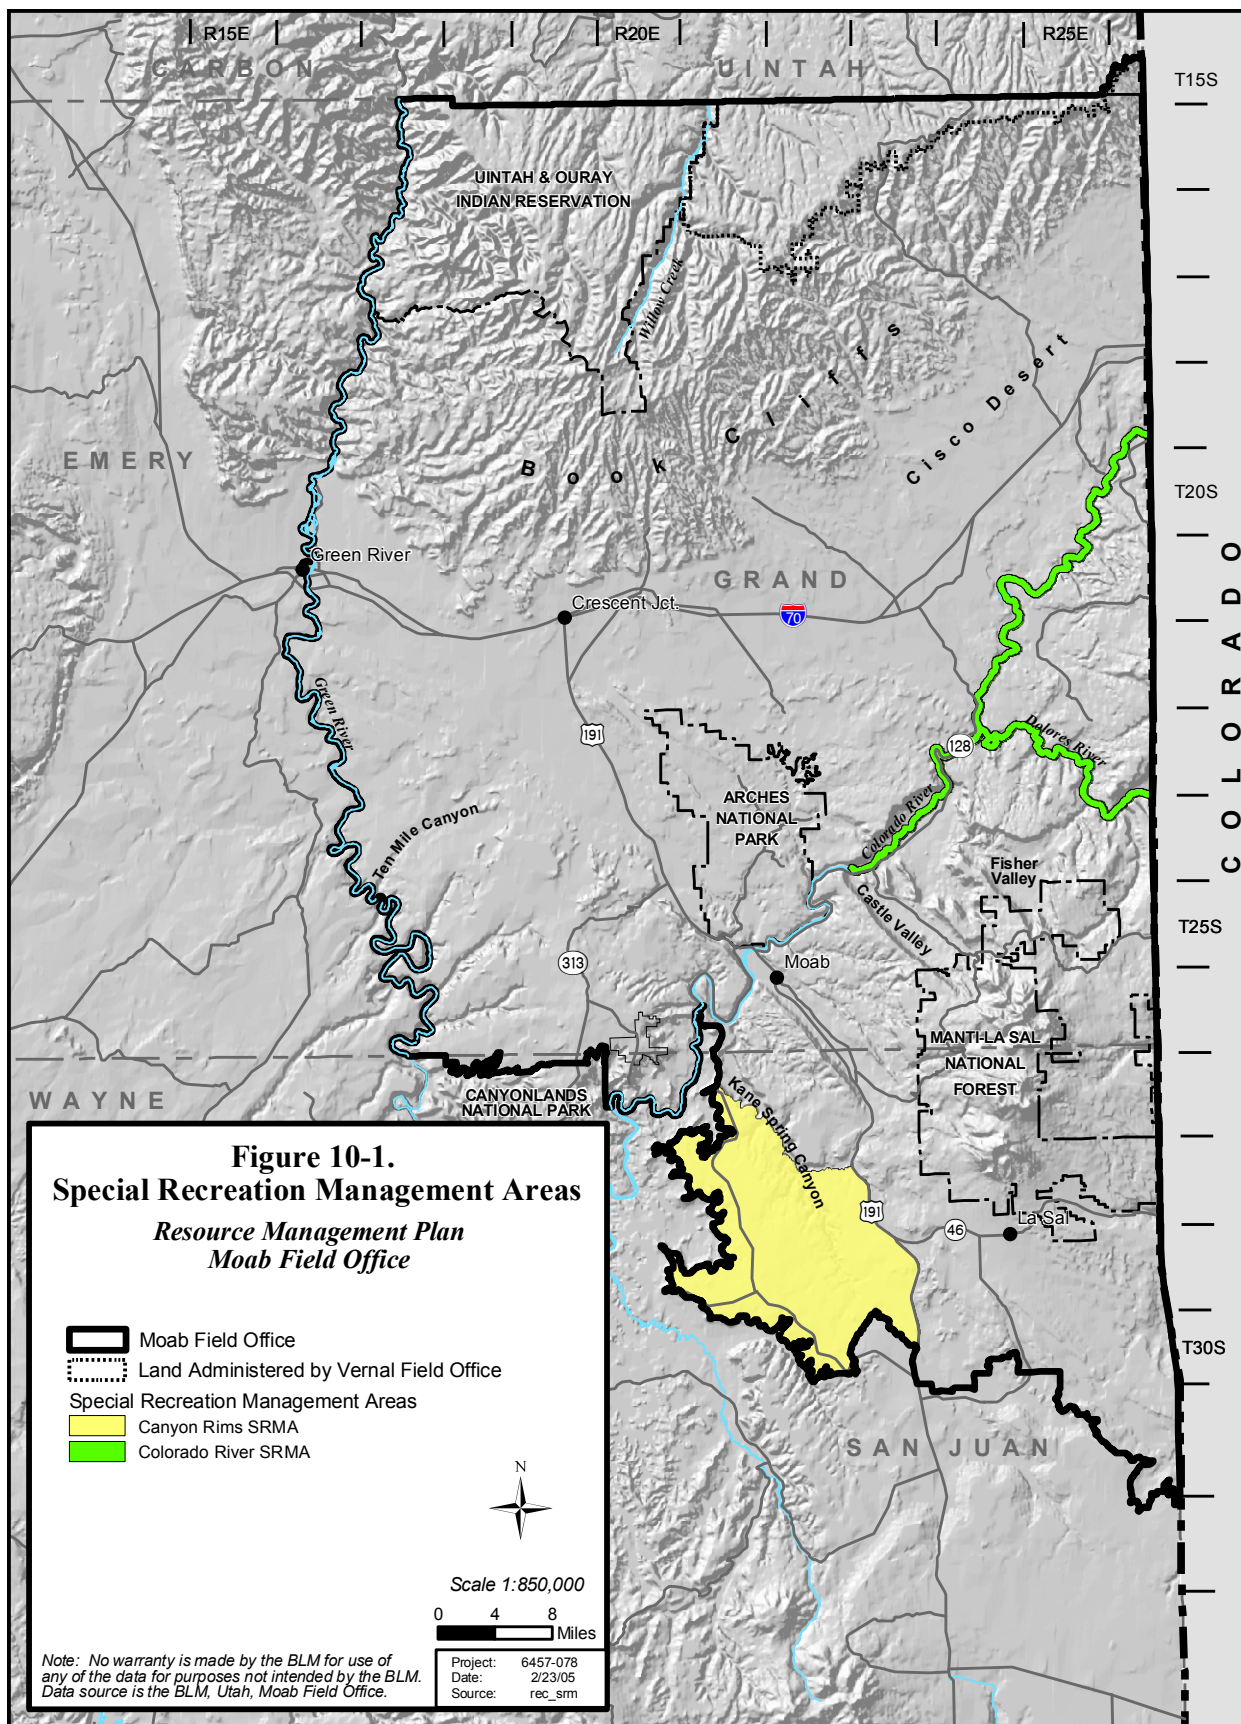 R15E
R20E
R25E
CARBON
UINTAH
T15S
UINTAH & OURAY
INDIAN RESERVATION
Willow Creek
Book Cliffs
Cisco Desert
EMERY
T20S
Green River
GRAND
Crescent Jct.
70
COLORADO
Green River
191
Dolores River
128
ARCHES
NATIONAL
PARK
Colorado River
Ten Mile Canyon
Fisher
Valley
Castle Valley
T25S
313
Moab
MANTI-LA SAL
NATIONAL
FOREST
WAYNE
CANYONLANDS
NATIONAL PARK
Kane Spring Canyon
191
46
La Sal
T30S
SAN JUAN
Figure 10-1.
Special Recreation Management Areas
Resource Management Plan
Moab Field Office
Moab Field Office
Land Administered by Vernal Field Office
Special Recreation Management Areas
Canyon Rims SRMA
Colorado River SRMA
N
Scale 1:850,000
0 4 8
Miles
Note: No warranty is made by the BLM for use of
any of the data for purposes not intended by the BLM.
Data source is the BLM, Utah, Moab Field Office.
Project: 6457-078
Date: 2/23/05
Source: rec_srm